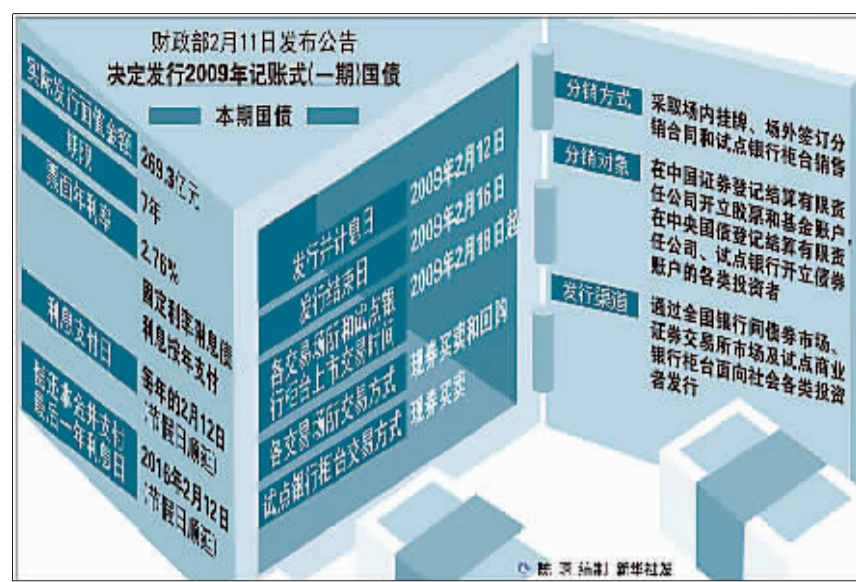 财政部2月11日发布公告
决定发行2009年记账式(一期)国债
本期国债
实际发行面值金额
269.3亿元
期限
7年
票面年利率
2.76%
固定利率附息债
利息按年支付
利息支付日
每年的2月12日
(节假日顺延)
偿还本金并支付
最后一年利息日
2016年2月12日
(节假日顺延)
发行并计息日
2009年2月12日
发行结束日
2009年2月16日
各交易场所和试点银
行柜台上市交易时间
2009年2月18日起
各交易场所交易方式
现券买卖和回购
试点银行柜台交易方式
现券买卖
分销方式
采取场内挂牌、场外签订分
销合同和试点银行柜台销售
分销对象
在中国证券登记结算有限责
任公司开立股票和基金账户,
在中央国债登记结算有限责
任公司、试点银行开立债券
账户的各类投资者
发行渠道
通过全国银行间债券市场、
证券交易所市场及试点商业
银行柜台面向社会各类投资
者发行
陈 编制 新华社发